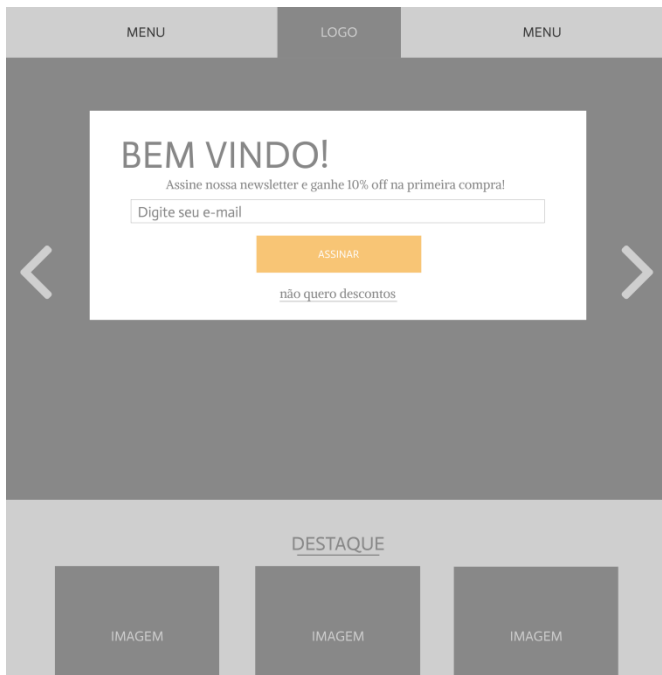 MENU LOGO MENU
BEM VINDO!
Assine nossa newsletter e ganhe 10% off na primeira compra!
Digite seu e-mail
ASSINAR
não quero descontos
DESTAQUE
IMAGEM IMAGEM IMAGEM